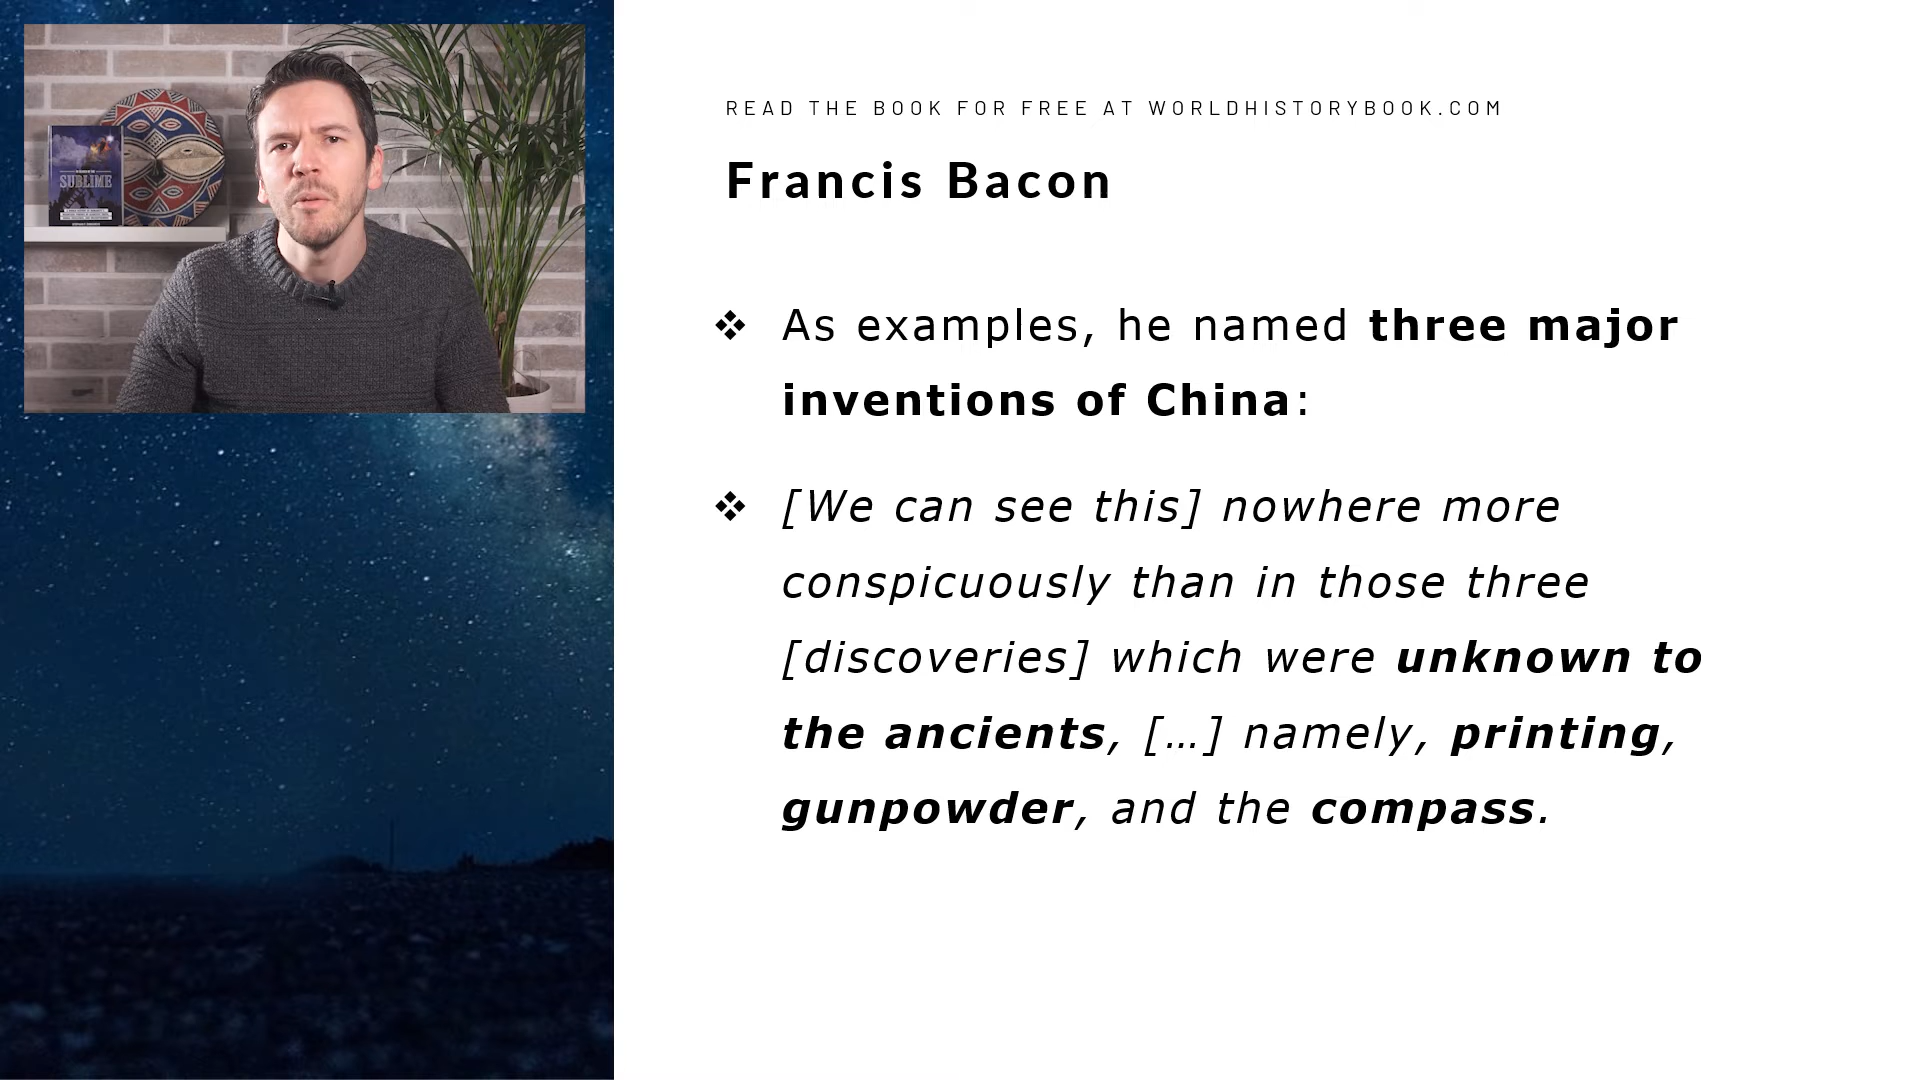 SUBLIME
READ THE BOOK FOR FREE AT WORLDHISTORYBOOK.COM
Francis Bacon
❖ As examples, he named three major
inventions of China:
❖ [We can see this] nowhere more
conspicuously than in those three
[discoveries] which were unknown to
the ancients, […] namely, printing,
gunpowder, and the compass.